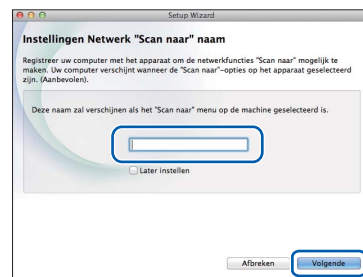 Setup Wizard
Instellingen Netwerk "Scan naar" naam
Registreer uw computer met het apparaat om de netwerkfuncties "Scan naar" mogelijk te
maken. Uw computer verschijnt wanneer de "Scan naar"-opties op het apparaat geselecteerd
zijn. (Aanbevolen).
Deze naam zal verschijnen als het "Scan naar" menu op de machine geselecteerd is.
Later instellen
Afbreken
Volgende